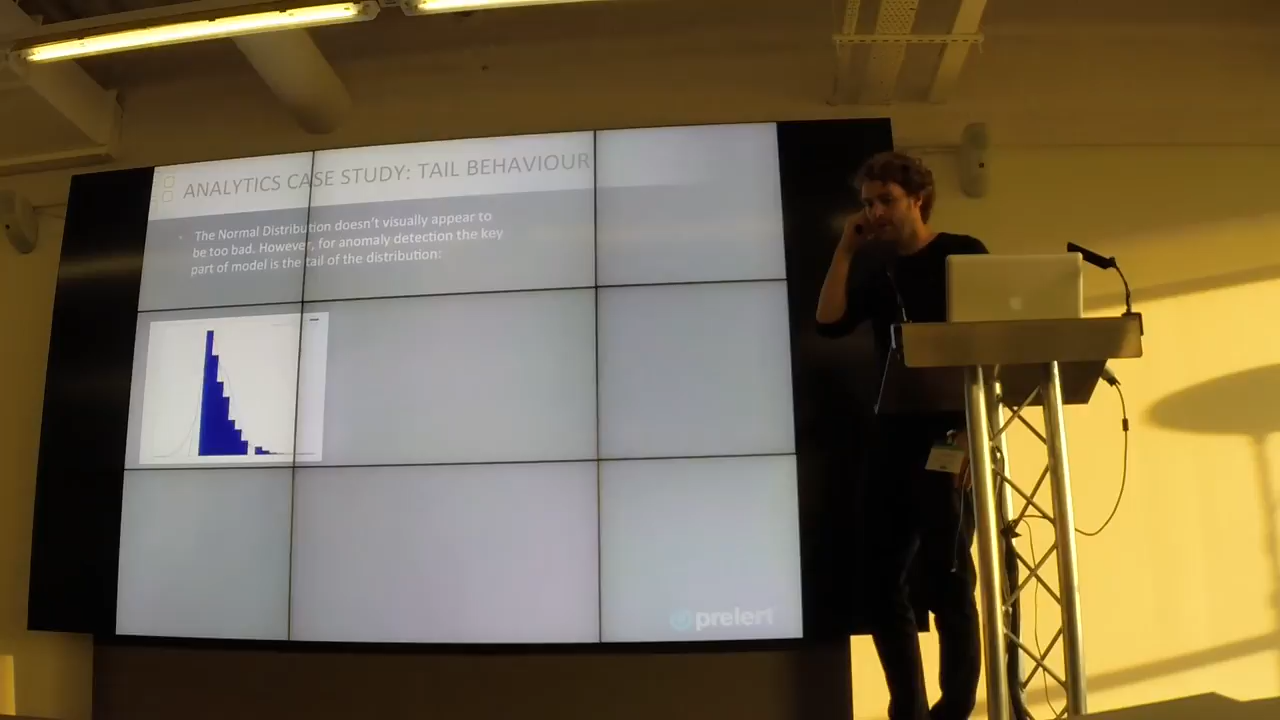 ANALYTICS CASE STUDY: TAIL BEHAVIOUR
The Normal Distribution doesn't visually appear to
be too bad. However, for anomaly detection the key
part of model is the tail of the distribution:
prelert